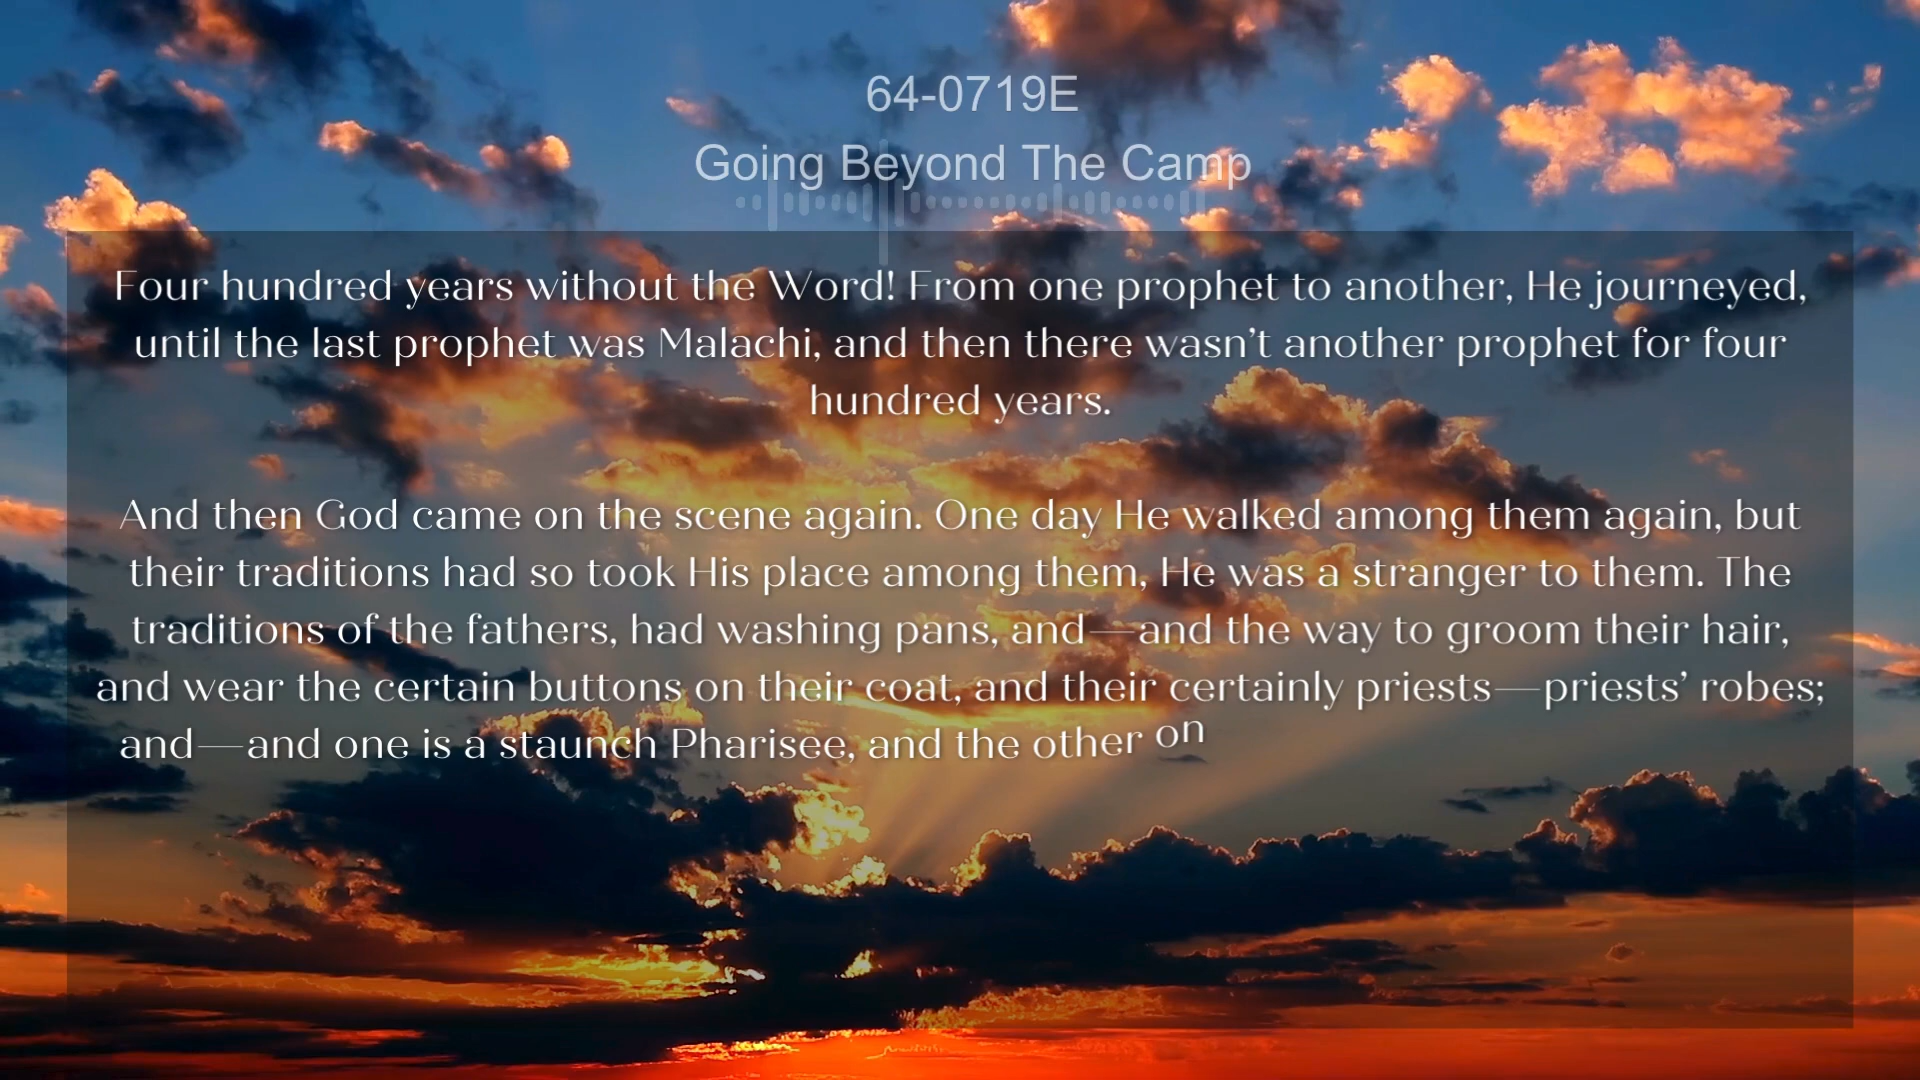 64-0719E
Going Beyond The Camp
Four hundred years without the Word! From one prophet to another, He journeyed,
until the last prophet was Malachi, and then there wasn't another prophet for four
hundred years.
And then God came on the scene again. One day He walked among them again, but
their traditions had so took His place among them, He was a stranger to them. The
traditions of the fathers, had washing pans, and—and the way to groom their hair,
and wear the certain buttons on their coat, and their certainly priests—priests' robes;
and—and one is a staunch Pharisee, and the other on